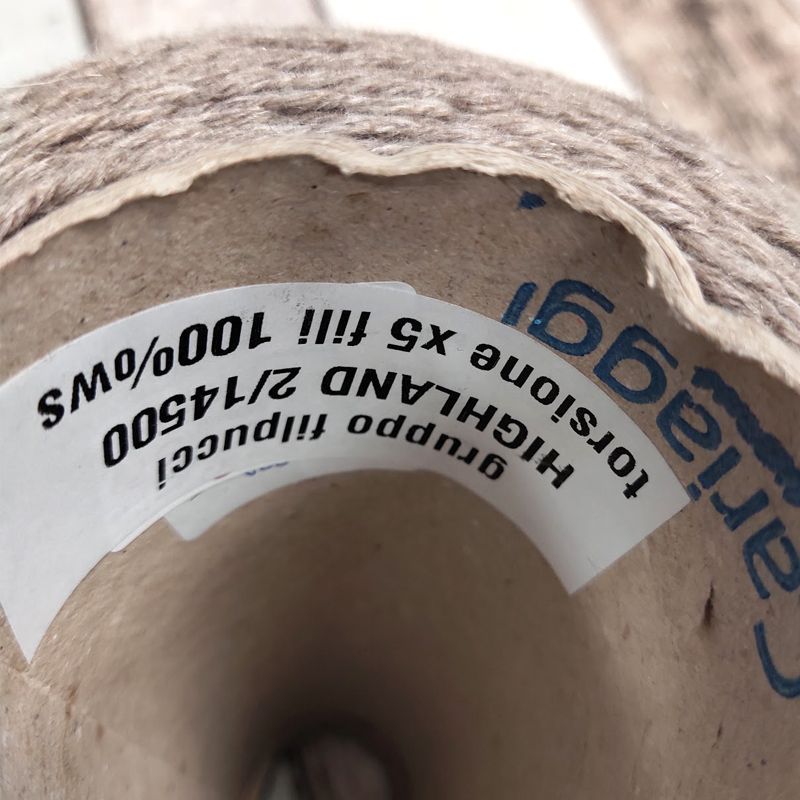 gruppo filpucci
HIGHLAND 2/14500
torsione x5 fili 100%WS
Cariaggi